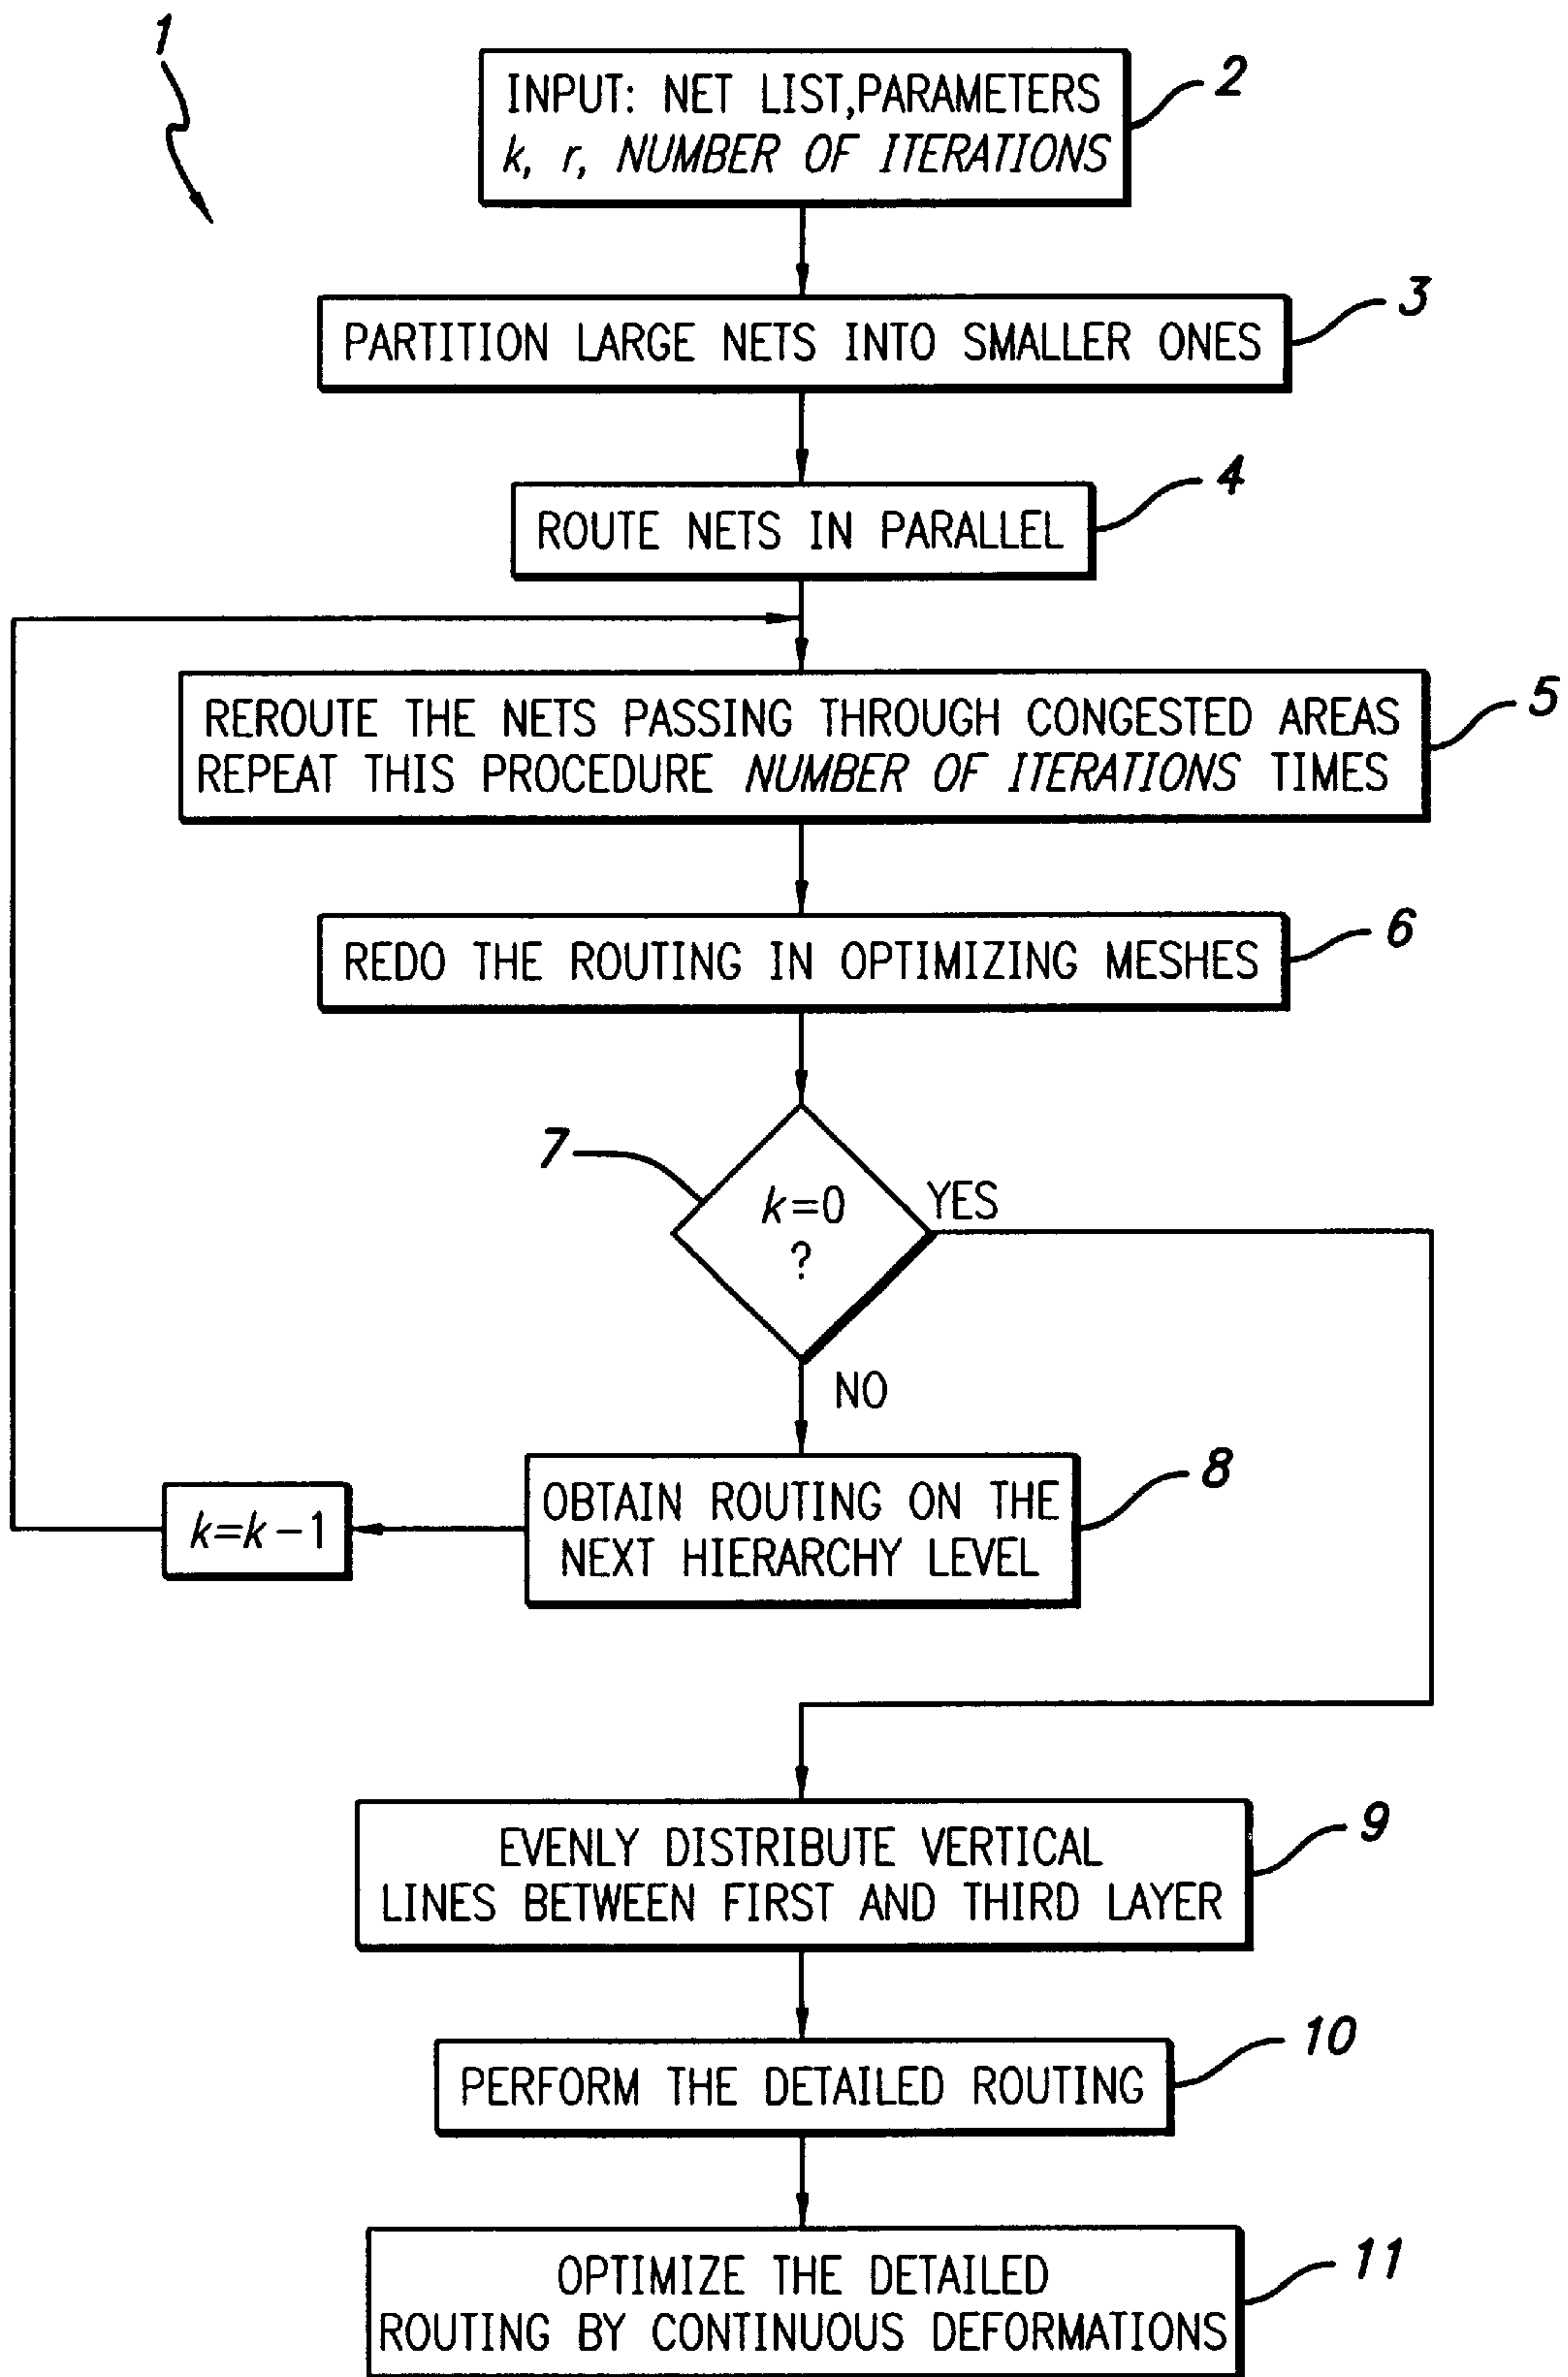 1
INPUT: NET LIST,PARAMETERS
k, r, NUMBER OF ITERATIONS
2
PARTITION LARGE NETS INTO SMALLER ONES
3
ROUTE NETS IN PARALLEL
4
REROUTE THE NETS PASSING THROUGH CONGESTED AREAS
REPEAT THIS PROCEDURE NUMBER OF ITERATIONS TIMES
5
REDO THE ROUTING IN OPTIMIZING MESHES
6
7
k=0
?
YES
NO
OBTAIN ROUTING ON THE
NEXT HIERARCHY LEVEL
8
k=k-1
EVENLY DISTRIBUTE VERTICAL
LINES BETWEEN FIRST AND THIRD LAYER
9
PERFORM THE DETAILED ROUTING
10
OPTIMIZE THE DETAILED
ROUTING BY CONTINUOUS DEFORMATIONS
11